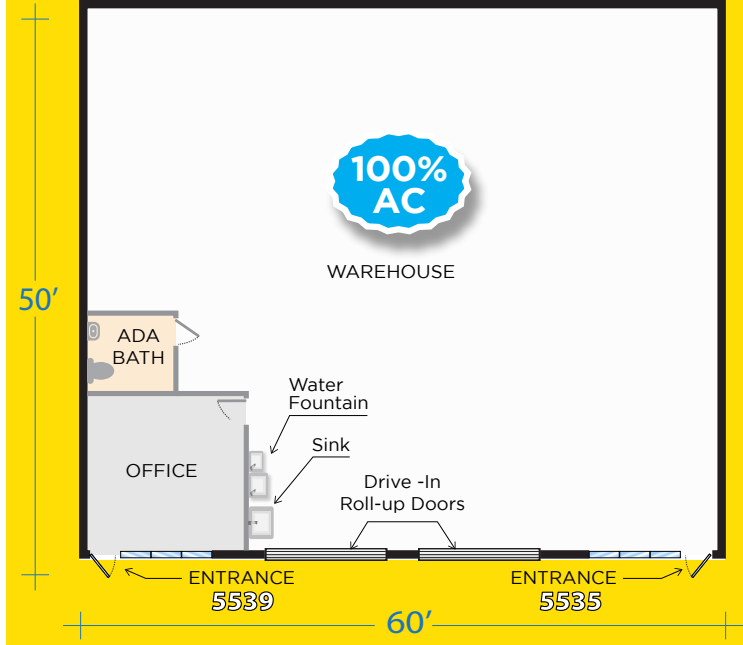 100%
AC
WAREHOUSE
50’
ADA
BATH
Water
Fountain
Sink
OFFICE
Drive -In
Roll-up Doors
ENTRANCE
5539
ENTRANCE
5535
60’